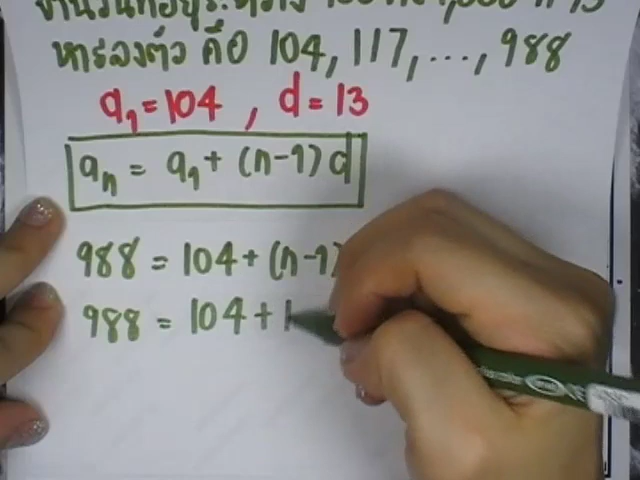 หารลงตัว คือ 104, 117, ..., 988
a₁ = 104 , d = 13
aₙ = a₁ + (n-1)d
988 = 104 + (n-1)
988 = 104 + 1